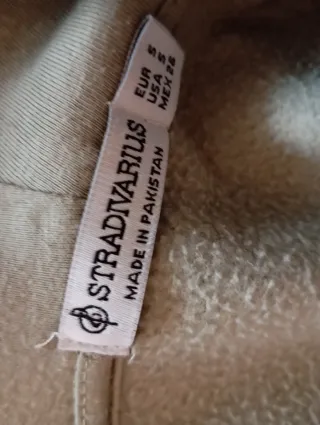 EUR S
USA S
MEX 26
STRADIVARIUS
MADE IN PAKISTAN